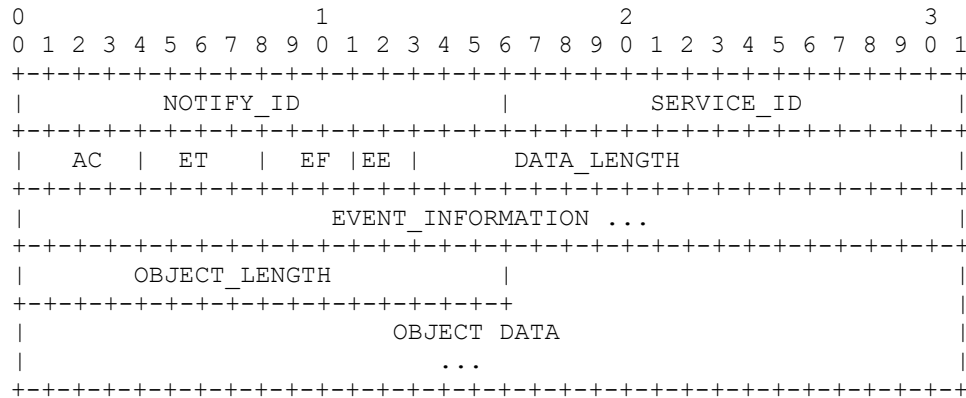 0                   1                   2                   3
0 1 2 3 4 5 6 7 8 9 0 1 2 3 4 5 6 7 8 9 0 1 2 3 4 5 6 7 8 9 0 1
+-+-+-+-+-+-+-+-+-+-+-+-+-+-+-+-+-+-+-+-+-+-+-+-+-+-+-+-+-+-+-+
|         NOTIFY_ID             |         SERVICE_ID          |
+-+-+-+-+-+-+-+-+-+-+-+-+-+-+-+-+-+-+-+-+-+-+-+-+-+-+-+-+-+-+-+
|   AC  |  ET   |  EF |EE |      DATA_LENGTH                  |
+-+-+-+-+-+-+-+-+-+-+-+-+-+-+-+-+-+-+-+-+-+-+-+-+-+-+-+-+-+-+-+
|                    EVENT_INFORMATION ...                    |
+-+-+-+-+-+-+-+-+-+-+-+-+-+-+-+-+-+-+-+-+-+-+-+-+-+-+-+-+-+-+-+
|       OBJECT_LENGTH           |                             |
+-+-+-+-+-+-+-+-+-+-+-+-+-+-+-+-+                             |
|                        OBJECT DATA                          |
|                           ...                               |
+-+-+-+-+-+-+-+-+-+-+-+-+-+-+-+-+-+-+-+-+-+-+-+-+-+-+-+-+-+-+-+